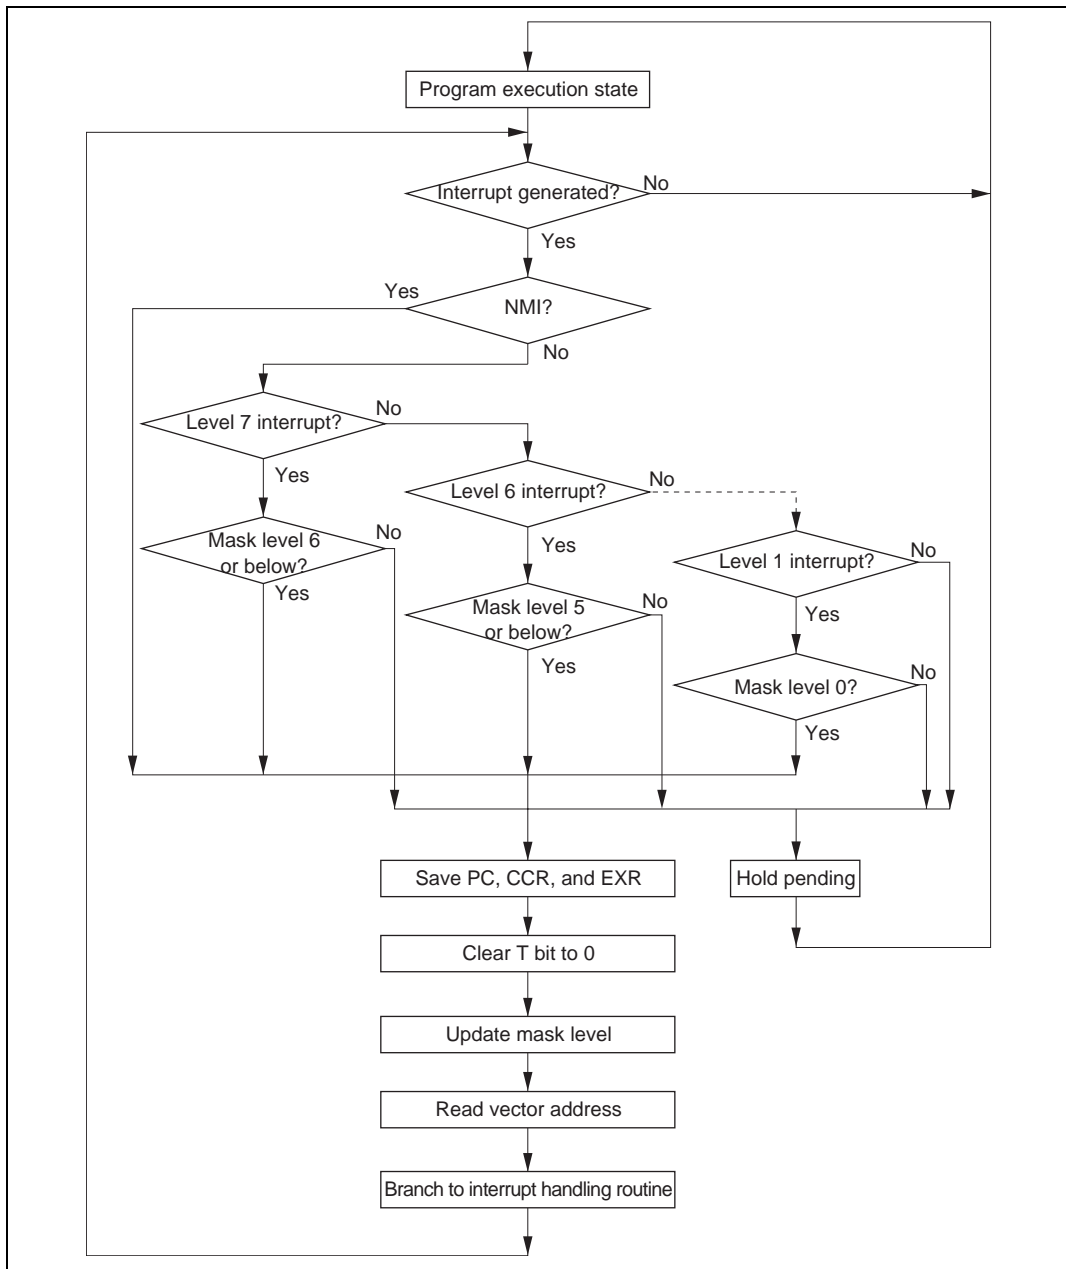 Program execution state
Interrupt generated?
No
Yes
Yes
NMI?
No
Level 7 interrupt?
No
Yes
Level 6 interrupt?
No
Mask level 6
or below?
No
Yes
Level 1 interrupt?
No
Yes
Mask level 5
or below?
No
Yes
Yes
Mask level 0?
No
Yes
Save PC, CCR, and EXR
Hold pending
Clear T bit to 0
Update mask level
Read vector address
Branch to interrupt handling routine